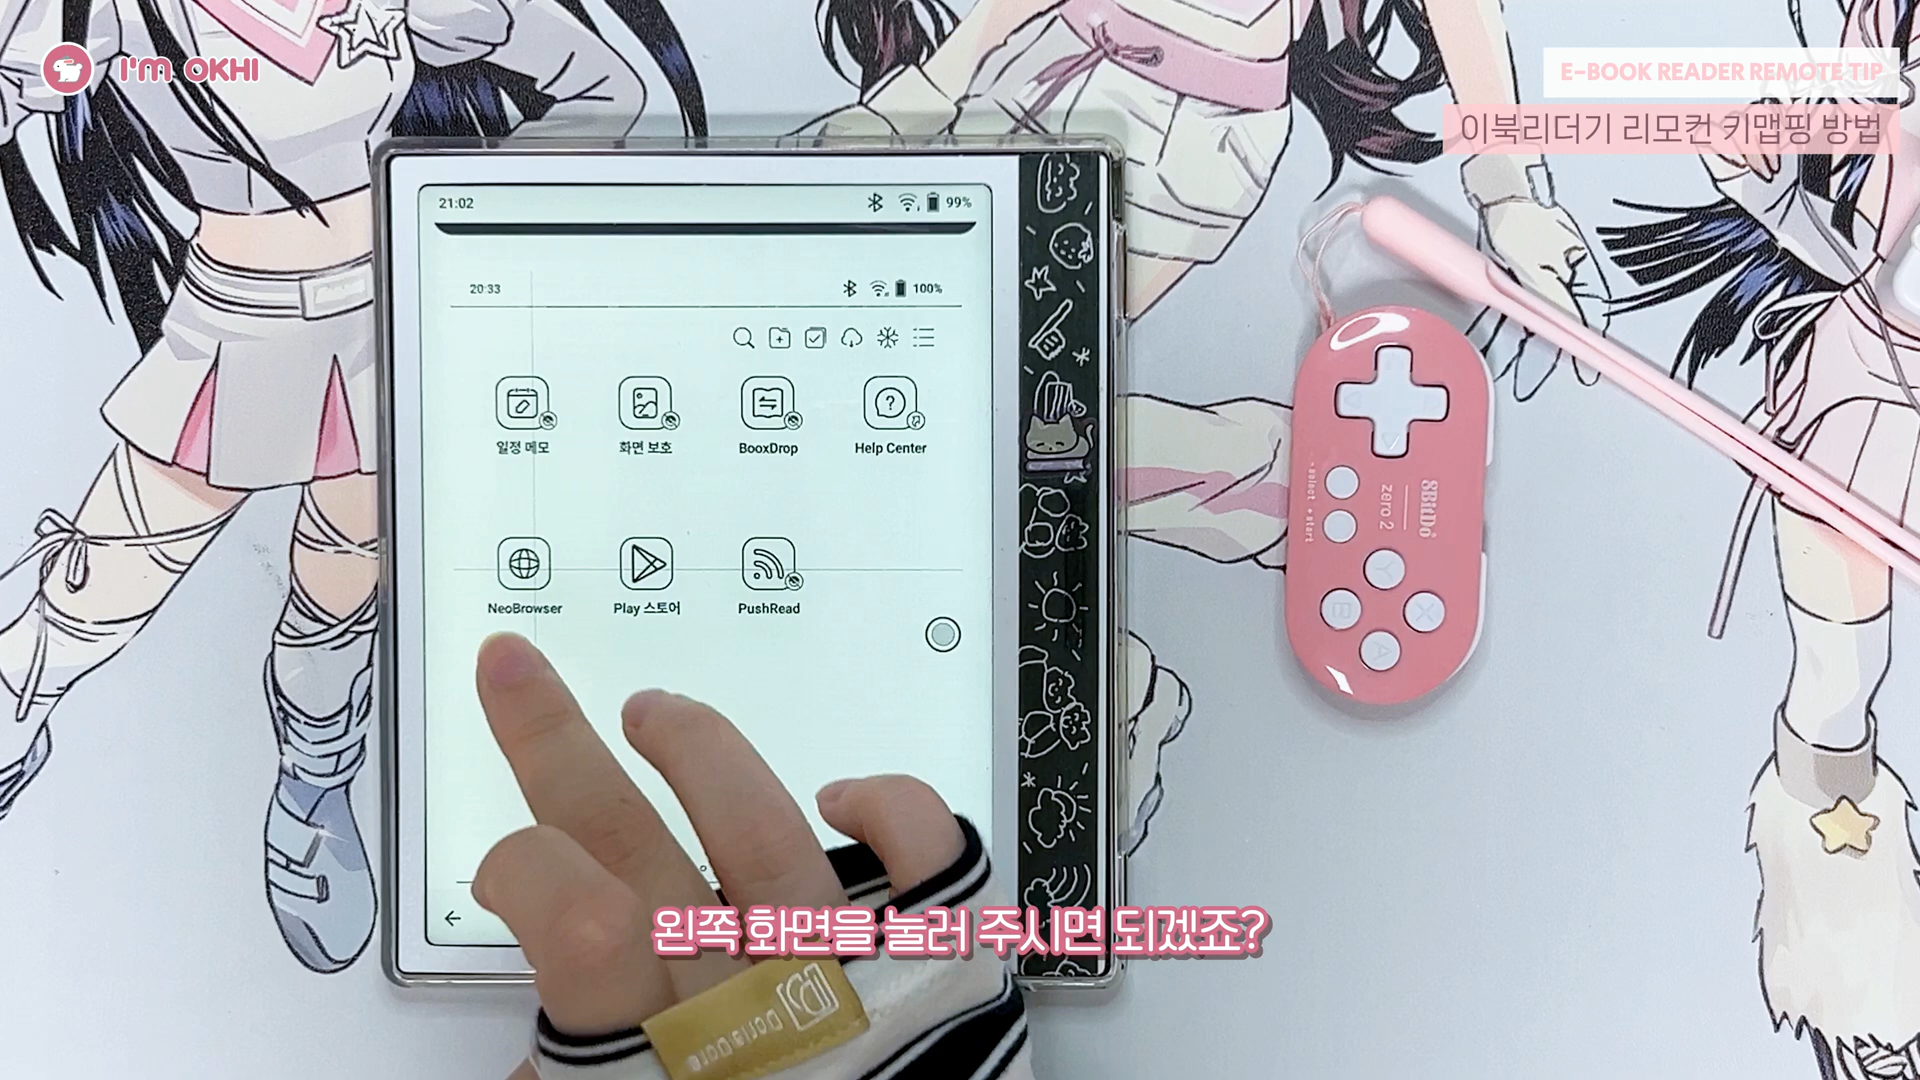 I'm OKHI
E-BOOK READER REMOTE TIP
이북리더기 리모컨 키맵핑 방법
21:02
99%
20:33
100%
일정 메모
화면 보호
BooxDrop
Help Center
NeoBrowser
Play 스토어
PushRead
8BitDo
zero 2
- select + start
Y
B
X
A
왼쪽 화면을 눌러 주시면 되겠죠?